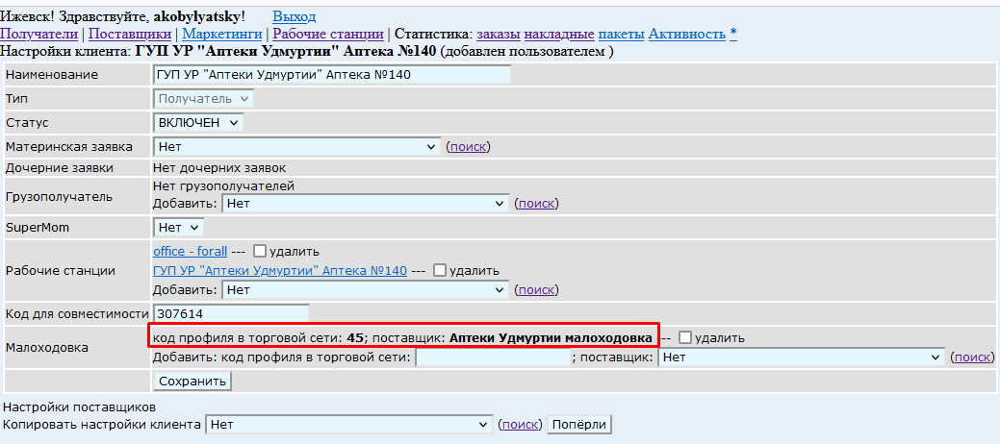 Ижевск! Здравствуйте, akobylyatsky! Выход
Получатели | Поставщики | Маркетинги | Рабочие станции | Статистика: заказы накладные пакеты Активность *
Настройки клиента: ГУП УР "Аптеки Удмуртии" Аптека №140 (добавлен пользователем )
Наименование ГУП УР "Аптеки Удмуртии" Аптека №140
Тип Получатель
Статус ВКЛЮЧЕН
Материнская заявка Нет (поиск)
Дочерние заявки Нет дочерних заявок
Грузополучатель Нет грузополучателей
Добавить: Нет (поиск)
SuperMom Нет
Рабочие станции office - forall --- удалить
ГУП УР "Аптеки Удмуртии" Аптека №140 --- удалить
Добавить: Нет (поиск)
Код для совместимости 307614
Малоходовка код профиля в торговой сети: 45; поставщик: Аптеки Удмуртии малоходовка --- удалить
Добавить: код профиля в торговой сети: ; поставщик: Нет (поиск)
Сохранить
Настройки поставщиков
Копировать настройки клиента Нет (поиск) Попёрли